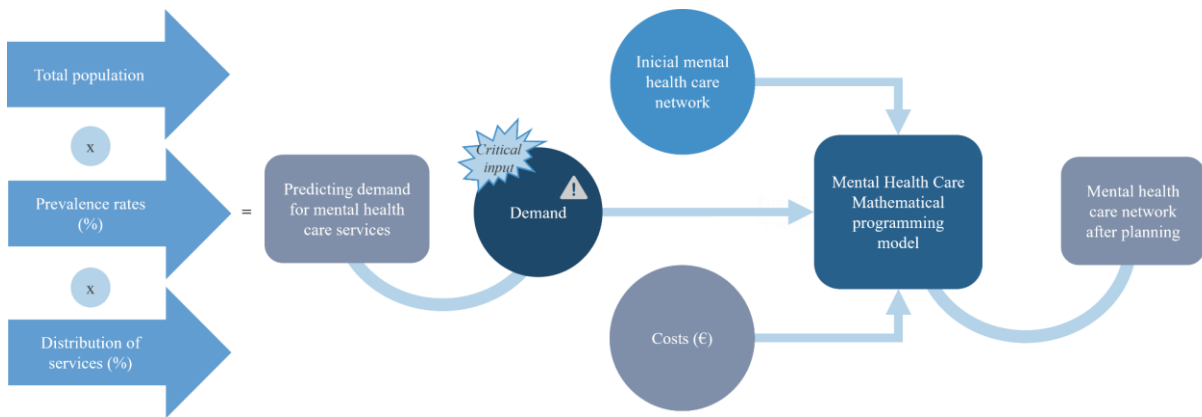 Total population
x
Prevalence rates
(%)
x
Distribution of
services (%)
=
Predicting demand
for mental health
care services
Critical
input
!
Demand
Inicial mental
health care
network
Costs (€)
Mental Health Care
Mathematical
programming
model
Mental health
care network
after planning